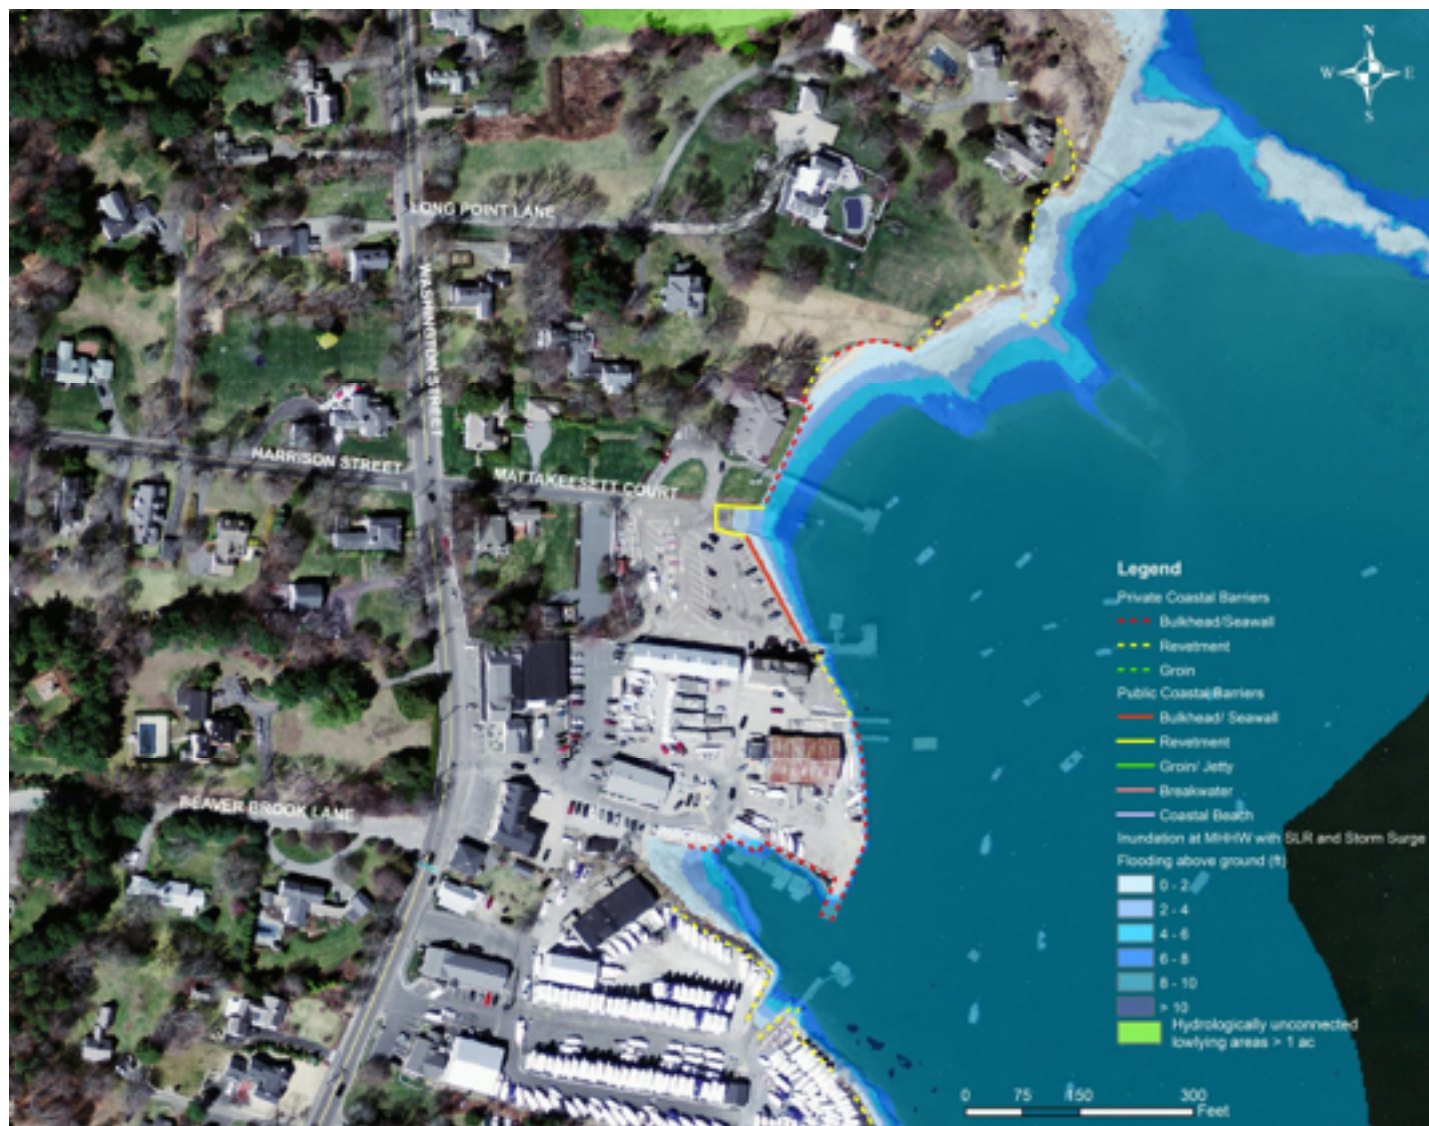 N
W E
S
LONG POINT LANE
WASHINGTON STREET
HARRISON STREET
MATTAKEESETT COURT
BEAVER BROOK LANE
Legend
Private Coastal Barriers
Bulkhead/Seawall
Revetment
Groin
Public Coastal Barriers
Bulkhead/ Seawall
Revetment
Groin/ Jetty
Breakwater
Coastal Beach
Inundation at MHHW with SLR and Storm Surge
Flooding above ground (ft)
0 - 2
2 - 4
4 - 6
6 - 8
8 - 10
> 10
Hydrologically unconnected
lowlying areas > 1 ac
0 75 150 300
Feet